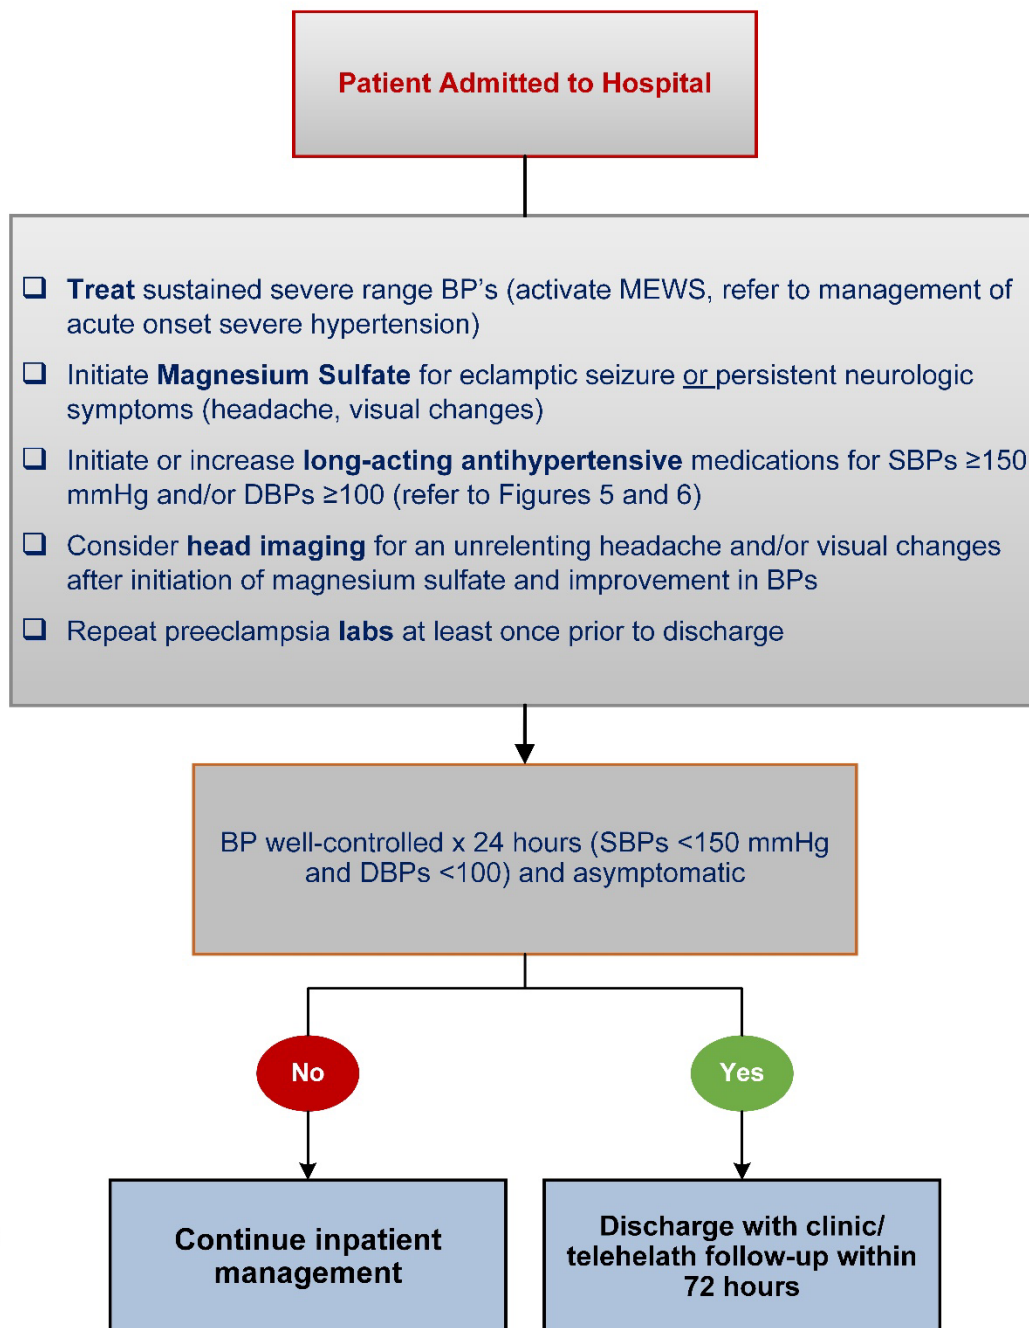 Patient Admitted to Hospital
❑ Treat sustained severe range BP's (activate MEWS, refer to management of
acute onset severe hypertension)
❑ Initiate Magnesium Sulfate for eclamptic seizure or persistent neurologic
symptoms (headache, visual changes)
❑ Initiate or increase long-acting antihypertensive medications for SBPs ≥150
mmHg and/or DBPs ≥100 (refer to Figures 5 and 6)
❑ Consider head imaging for an unrelenting headache and/or visual changes
after initiation of magnesium sulfate and improvement in BPs
❑ Repeat preeclampsia labs at least once prior to discharge
BP well-controlled x 24 hours (SBPs <150 mmHg
and DBPs <100) and asymptomatic
No
Yes
Continue inpatient
management
Discharge with clinic/
telehelath follow-up within
72 hours